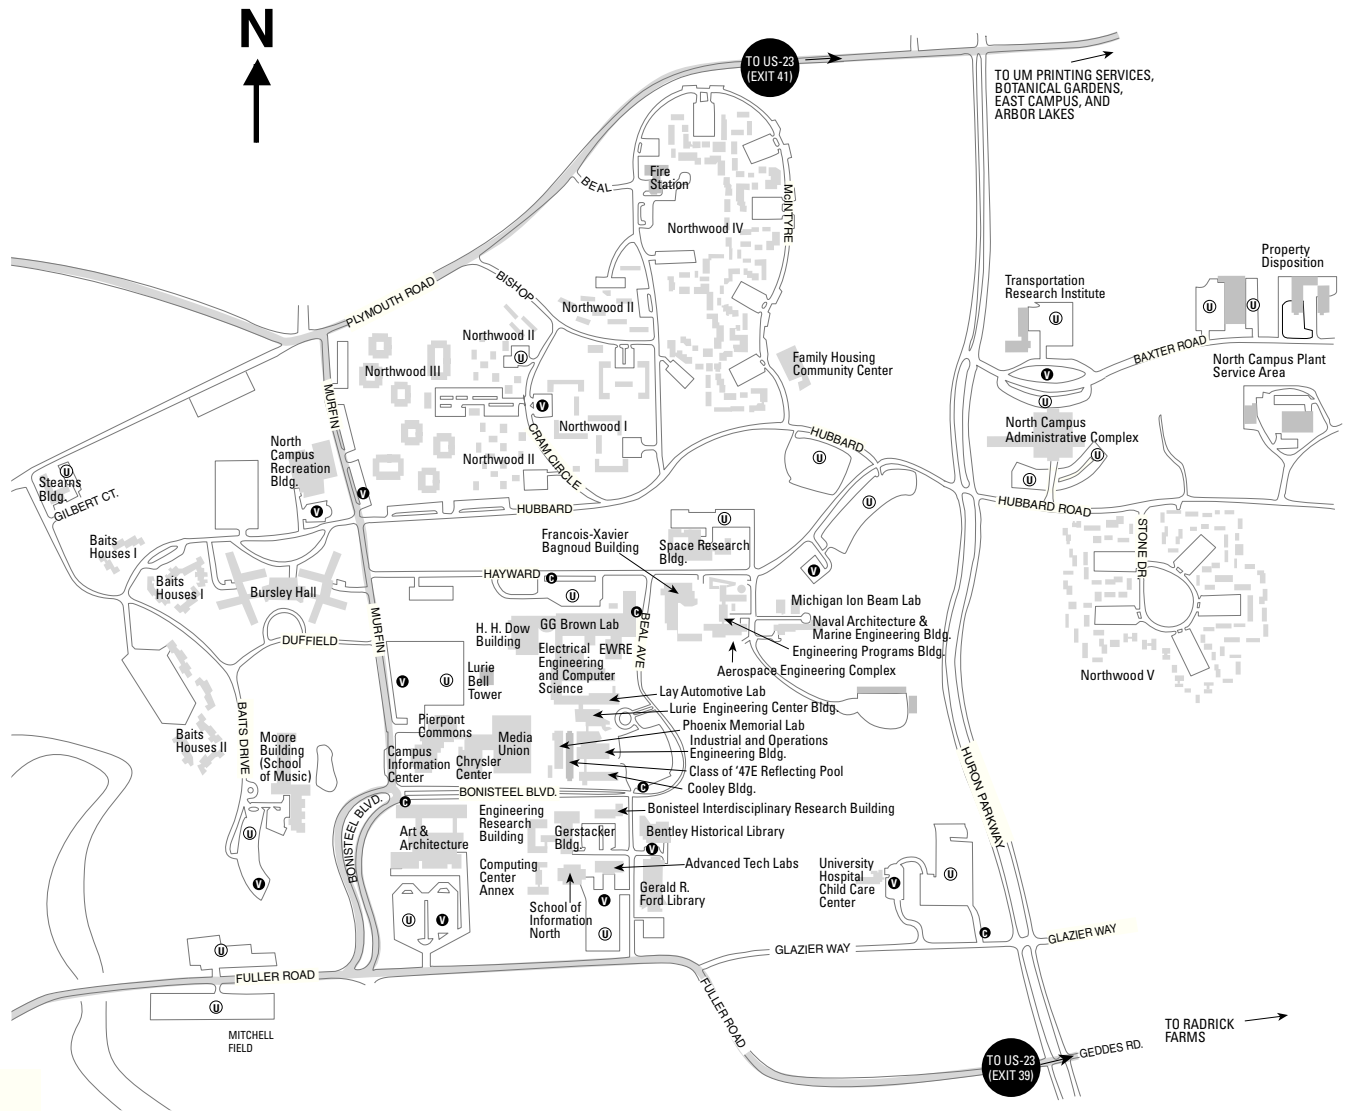 N
TO US-23
(EXIT 41)
TO UM PRINTING SERVICES,
BOTANICAL GARDENS,
EAST CAMPUS, AND
ARBOR LAKES
BEAL
Fire
Station
McINTYRE
Northwood IV
Property
Disposition
BISHOP
PLYMOUTH ROAD
Transportation
Research Institute
Northwood II
U
U
U
Northwood II
U
BAXTER ROAD
Northwood III
Family Housing
Community Center
North Campus Plant
Service Area
V
MURFIN
V
U
CRAM CIRCLE
Northwood I
North Campus
Administrative Complex
HUBBARD
North
Campus
Recreation
Bldg.
Northwood II
U
U
U
Stearns
Bldg.
U
GILBERT CT.
V
V
HUBBARD
U
HUBBARD ROAD
U
STONE DR
Francois-Xavier
Bagnoud Building
Space Research
Bldg.
Baits
Houses I
Baits
Houses I
Bursley Hall
HAYWARD
C
U
V
Michigan Ion Beam Lab
C
Naval Architecture &
Marine Engineering Bldg.
Engineering Programs Bldg.
Aerospace Engineering Complex
MURFIN
DUFFIELD
H. H. Dow
Building
GG Brown Lab
BEAL AVE
Electrical
Engineering
and Computer
Science
EWRE
Lurie
Bell
Tower
V
U
Northwood V
Lay Automotive Lab
Lurie Engineering Center Bldg.
Phoenix Memorial Lab
Industrial and Operations
Engineering Bldg.
Class of '47E Reflecting Pool
Cooley Bldg.
BAITS DRIVE
Baits
Houses II
Moore
Building
(School
of Music)
Pierpont
Commons
Campus
Information
Center
Chrysler
Center
Media
Union
HURON PARKWAY
C
BONISTEEL BLVD.
C
BONISTEEL BLVD.
Bonisteel Interdisciplinary Research Building
Engineering
Research
Building
Gerstacker
Bldg.
Bentley Historical Library
V
Art &
Architecture
U
V
Computing
Center
Annex
Advanced Tech Labs
University
Hospital
Child Care
Center
V
U
Gerald R.
Ford Library
School of
Information
North
V
U
U
V
C
GLAZIER WAY
GLAZIER WAY
U
FULLER ROAD
U
MITCHELL
FIELD
FULLER ROAD
TO RADRICK
FARMS
GEDDES RD.
TO US-23
(EXIT 39)